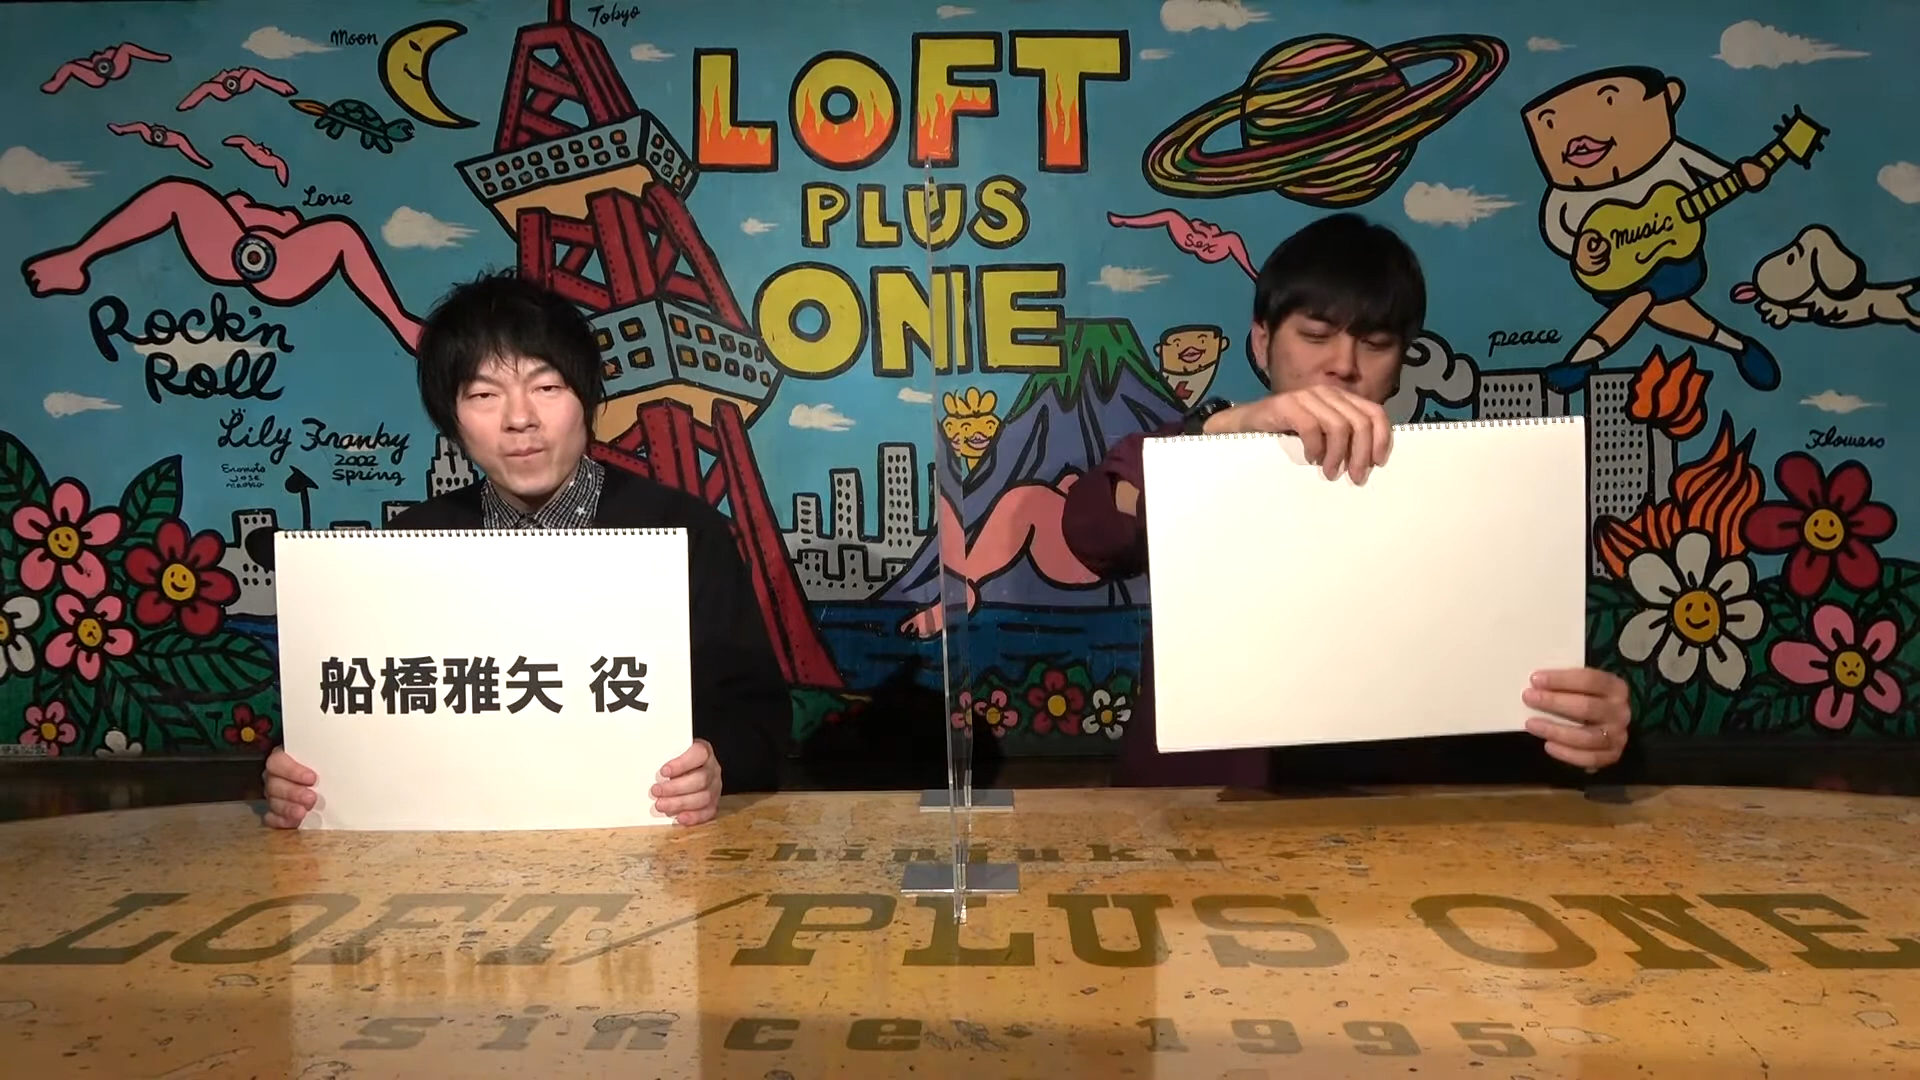 Tobyo
Moon
LOFT
PLUS
ONE
Love
Sex
Music
Rock'n
Roll
peace
Lily Franky
2002
spring
Flowers
船橋雅矢 役
shinjuku
LOFT/PLUS ONE
since 1995